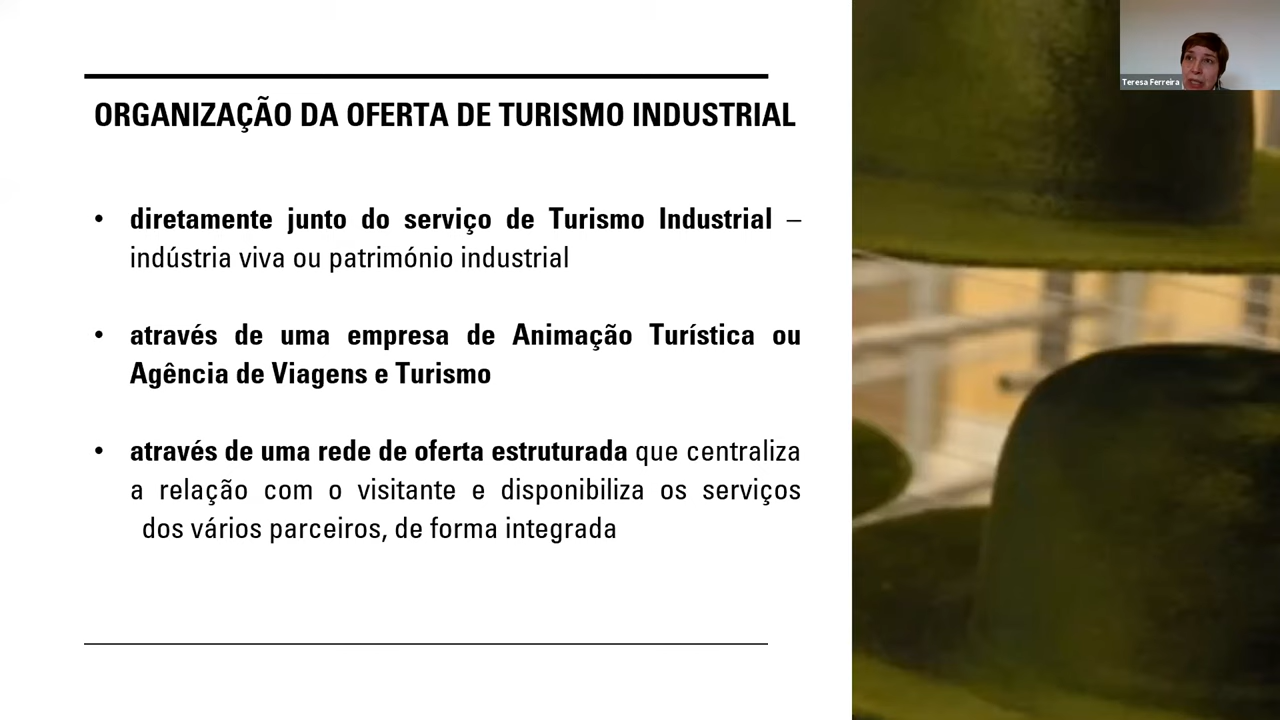 Teresa Ferreira
ORGANIZAÇÃO DA OFERTA DE TURISMO INDUSTRIAL
• diretamente junto do serviço de Turismo Industrial –
indústria viva ou património industrial
• através de uma empresa de Animação Turística ou
Agência de Viagens e Turismo
• através de uma rede de oferta estruturada que centraliza
a relação com o visitante e disponibiliza os serviços
dos vários parceiros, de forma integrada